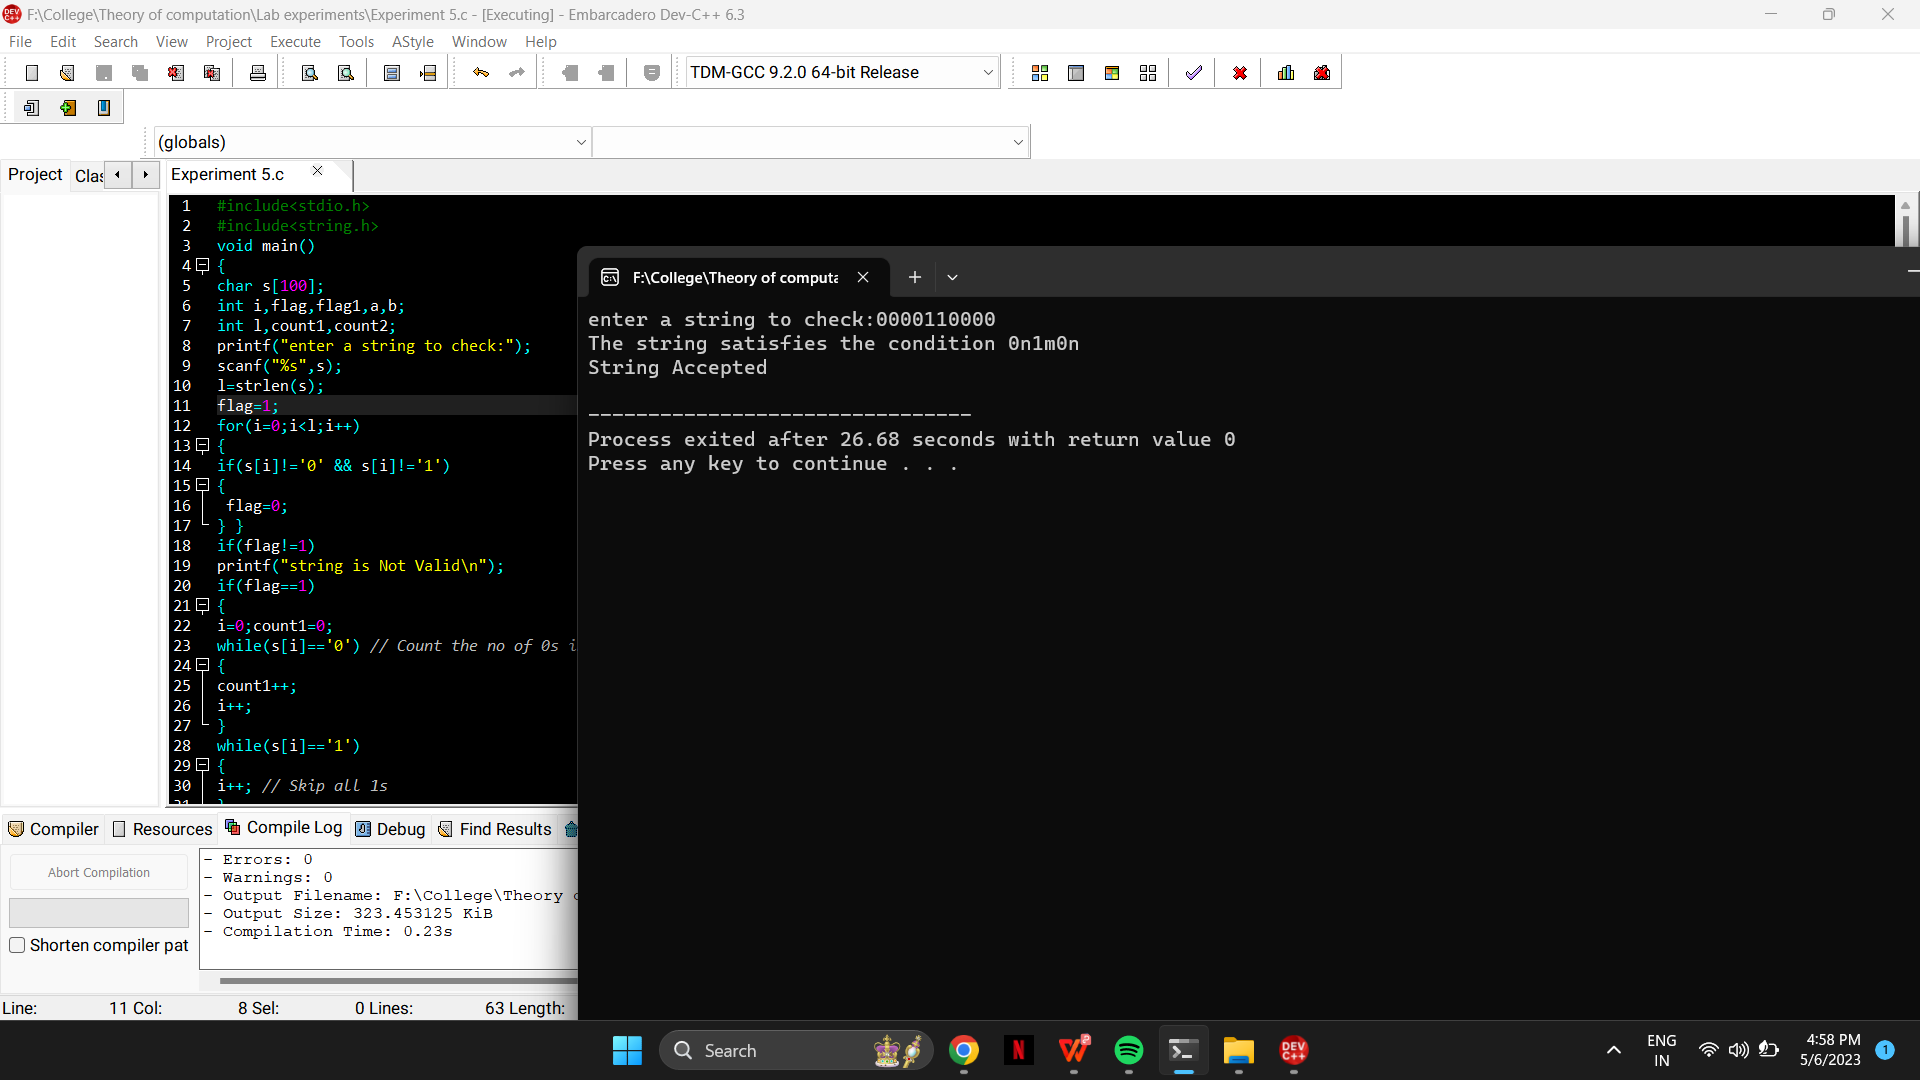 F:\College\Theory of computation\Lab experiments\Experiment 5.c - [Executing] - Embarcadero Dev-C++ 6.3
File Edit Search View Project Execute Tools AStyle Window Help
TDM-GCC 9.2.0 64-bit Release
(globals)
Project Clas
Experiment 5.c
1 #include<stdio.h>
2 #include<string.h>
3 void main()
4 {
5 char s[100];
6 int i,flag,flag1,a,b;
7 int l,count1,count2;
8 printf("enter a string to check:");
9 scanf("%s",s);
10 l=strlen(s);
11 flag=1;
12 for(i=0;i<l;i++)
13 {
14 if(s[i]!='0' && s[i]!='1')
15 {
16 flag=0;
17 } }
18 if(flag!=1)
19 printf("string is Not Valid\n");
20 if(flag==1)
21 {
22 i=0;count1=0;
23 while(s[i]=='0') // Count the no of 0s i
24 {
25 count1++;
26 i++;
27 }
28 while(s[i]=='1')
29 {
30 i++; // Skip all 1s
31 }
F:\College\Theory of computa
enter a string to check:0000110000
The string satisfies the condition 0n1m0n
String Accepted
--------------------------------
Process exited after 26.68 seconds with return value 0
Press any key to continue . . .
Compiler Resources Compile Log Debug Find Results
Abort Compilation
Shorten compiler pat
- Errors: 0
- Warnings: 0
- Output Filename: F:\College\Theory
- Output Size: 323.453125 KiB
- Compilation Time: 0.23s
Line: 11 Col: 8 Sel: 0 Lines: 63 Length:
Search
DEV C++
ENG
IN
4:58 PM
5/6/2023
1